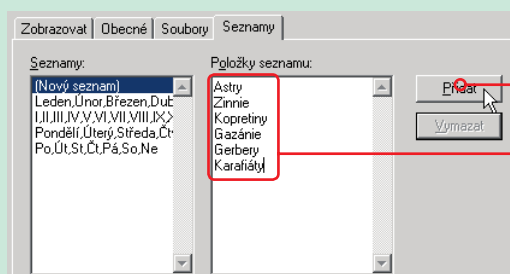 Zobrazovat Obecné Soubory Seznamy
Seznamy:
(Nový seznam)
Leden,Únor,Březen,Dub
I,II,III,IV,V,VI,VII,VIII,IX,X
Pondělí,Úterý,Středa,Čt
Po,Út,St,Čt,Pá,So,Ne
Položky seznamu:
Astry
Zinnie
Kopretiny
Gazánie
Gerbery
Karafiáty
Přidat
Vymazat